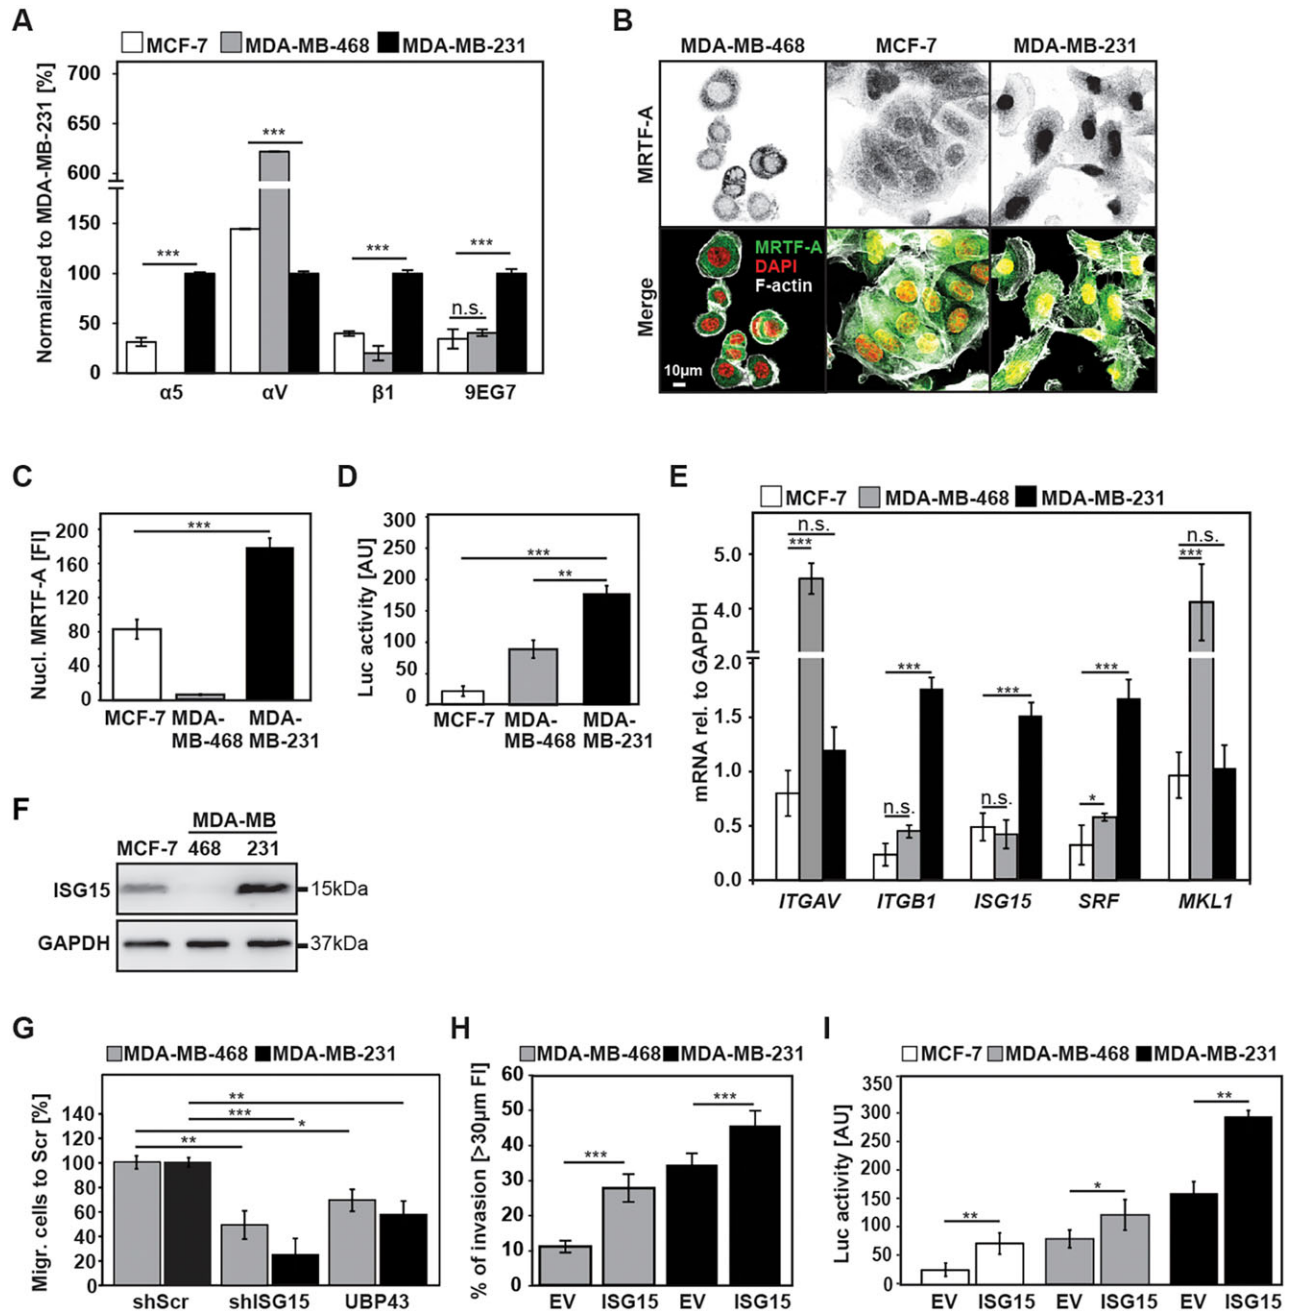 A
MCF-7 MDA-MB-468 MDA-MB-231
Normalized to MDA-MB-231 [%]
700
650
600
150
100
50
0
***
***
***
***
n.s.
α5 αV β1 9EG7
B
MDA-MB-468 MCF-7 MDA-MB-231
MRTF-A
Merge
MRTF-A
DAPI
F-actin
10µm
C
Nucl. MRTF-A [FI]
200
160
120
80
40
0
***
MCF-7 MDA-MB-468 MDA-MB-231
D
Luc activity [AU]
300
250
200
150
100
50
0
***
**
MCF-7 MDA-MB-468 MDA-MB-231
E
MCF-7 MDA-MB-468 MDA-MB-231
mRNA rel. to GAPDH
5.0
4.0
2.0
1.5
1.0
0.5
0.0
n.s.
***
n.s.
***
n.s.
***
*
***
n.s.
***
ITGAV ITGB1 ISG15 SRF MKL1
F
MDA-MB
MCF-7 468 231
ISG15 15kDa
GAPDH 37kDa
G
MDA-MB-468 MDA-MB-231
Migr. cells to Scr [%]
140
120
100
80
60
40
20
0
**
***
*
**
shScr shISG15 UBP43
H
MDA-MB-468 MDA-MB-231
% of invasion [>30µm FI]
60
50
40
30
20
10
0
***
***
EV ISG15 EV ISG15
I
MCF-7 MDA-MB-468 MDA-MB-231
Luc activity [AU]
350
300
250
200
150
100
50
0
**
*
**
EV ISG15 EV ISG15 EV ISG15